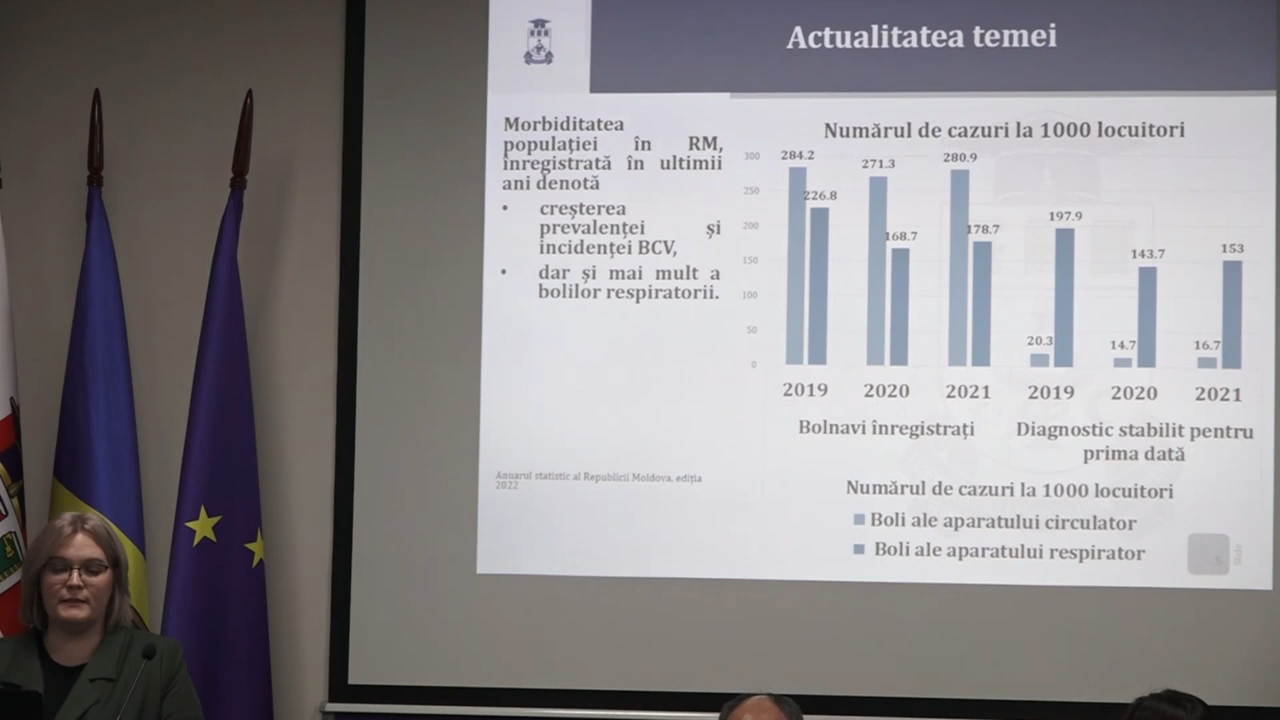 Actualitatea temei
Morbiditatea
populației în RM,
înregistrată în ultimii
ani denotă
• creșterea
prevalenței și
incidenței BCV,
• dar și mai mult a
bolilor respiratorii.
Anuarul statistic al Republicii Moldova, ediția
2022
Numărul de cazuri la 1000 locuitori
300
250
200
150
100
50
0
284.2
226.8
271.3
168.7
280.9
178.7
20.3
197.9
14.7
143.7
16.7
153
2019 2020 2021 2019 2020 2021
Bolnavi înregistrați
Diagnostic stabilit pentru
prima dată
Numărul de cazuri la 1000 locuitori
Boli ale aparatului circulator
Boli ale aparatului respirator
Slide